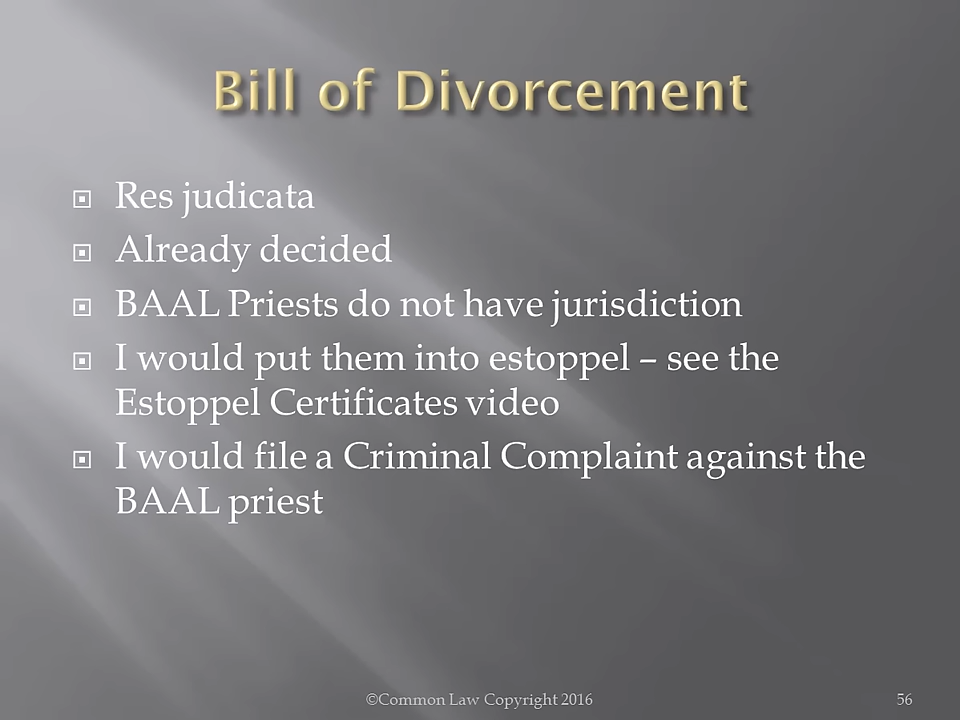 Bill of Divorcement
Res judicata
Already decided
BAAL Priests do not have jurisdiction
I would put them into estoppel – see the
Estoppel Certificates video
I would file a Criminal Complaint against the
BAAL priest
©Common Law Copyright 2016
56